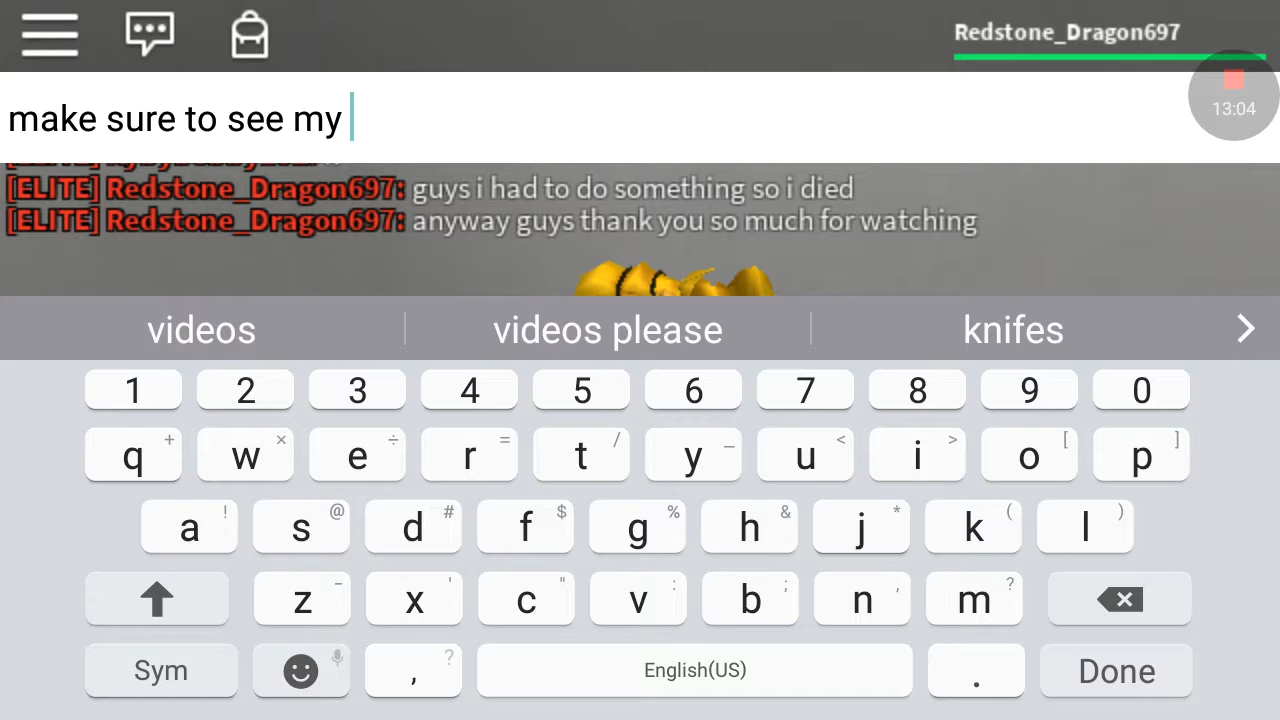 Redstone_Dragon697
13:04
make sure to see my
[ELITE] Redstone_Dragon697: guys i had to do something so i died
[ELITE] Redstone_Dragon697: anyway guys thank you so much for watching
videos videos please knifes
1 2 3 4 5 6 7 8 9 0
q + w × e ÷ r = t / y _ u < i > o [ p ]
a ! s @ d # f $ g % h & j * k ( l )
z - x ' c " v : b ; n , m ?
Sym , ? English(US) . Done